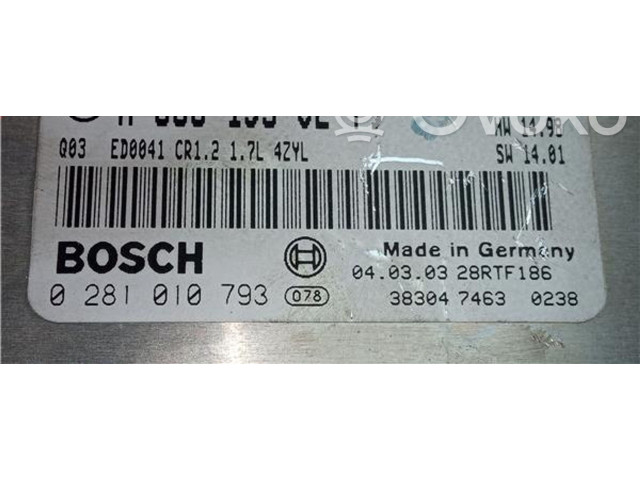 HW 14.98
Q03 ED0041 CR1.2 1.7L 4ZYL
SW 14.01
BOSCH
Made in Germany
04.03.03 28RTF186
0 281 010 793 078
38304 7463 0238